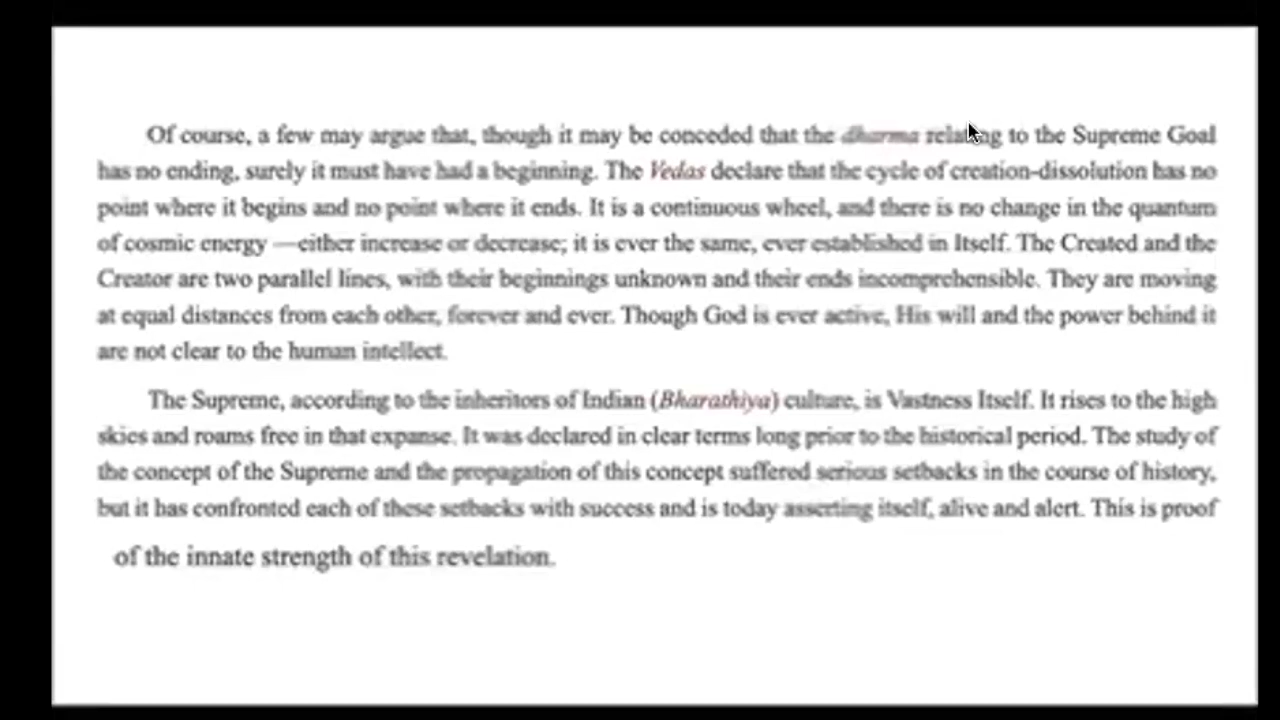 Of course, a few may argue that, though it may be conceded that the dharma relating to the Supreme Goal
has no ending, surely it must have had a beginning. The Vedas declare that the cycle of creation-dissolution has no
point where it begins and no point where it ends. It is a continuous wheel, and there is no change in the quantum
of cosmic energy —either increase or decrease; it is ever the same, ever established in Itself. The Created and the
Creator are two parallel lines, with their beginnings unknown and their ends incomprehensible. They are moving
at equal distances from each other, forever and ever. Though God is ever active, His will and the power behind it
are not clear to the human intellect.
The Supreme, according to the inheritors of Indian (Bharathiya) culture, is Vastness Itself. It rises to the high
skies and roams free in that expanse. It was declared in clear terms long prior to the historical period. The study of
the concept of the Supreme and the propagation of this concept suffered serious setbacks in the course of history,
but it has confronted each of these setbacks with success and is today asserting itself, alive and alert. This is proof
of the innate strength of this revelation.